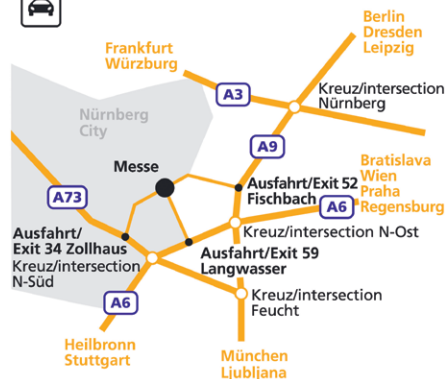 Berlin
Dresden
Leipzig
Frankfurt
Würzburg
A3
Kreuz/intersection
Nürnberg
Nürnberg
City
A9
Messe
Bratislava
Wien
Praha
Regensburg
Ausfahrt/Exit 52
Fischbach
A6
A73
Kreuz/intersection N-Ost
Ausfahrt/
Exit 34 Zollhaus
Kreuz/intersection
N-Süd
Ausfahrt/Exit 59
Langwasser
A6
Kreuz/intersection
Feucht
Heilbronn
Stuttgart
München
Ljubljana